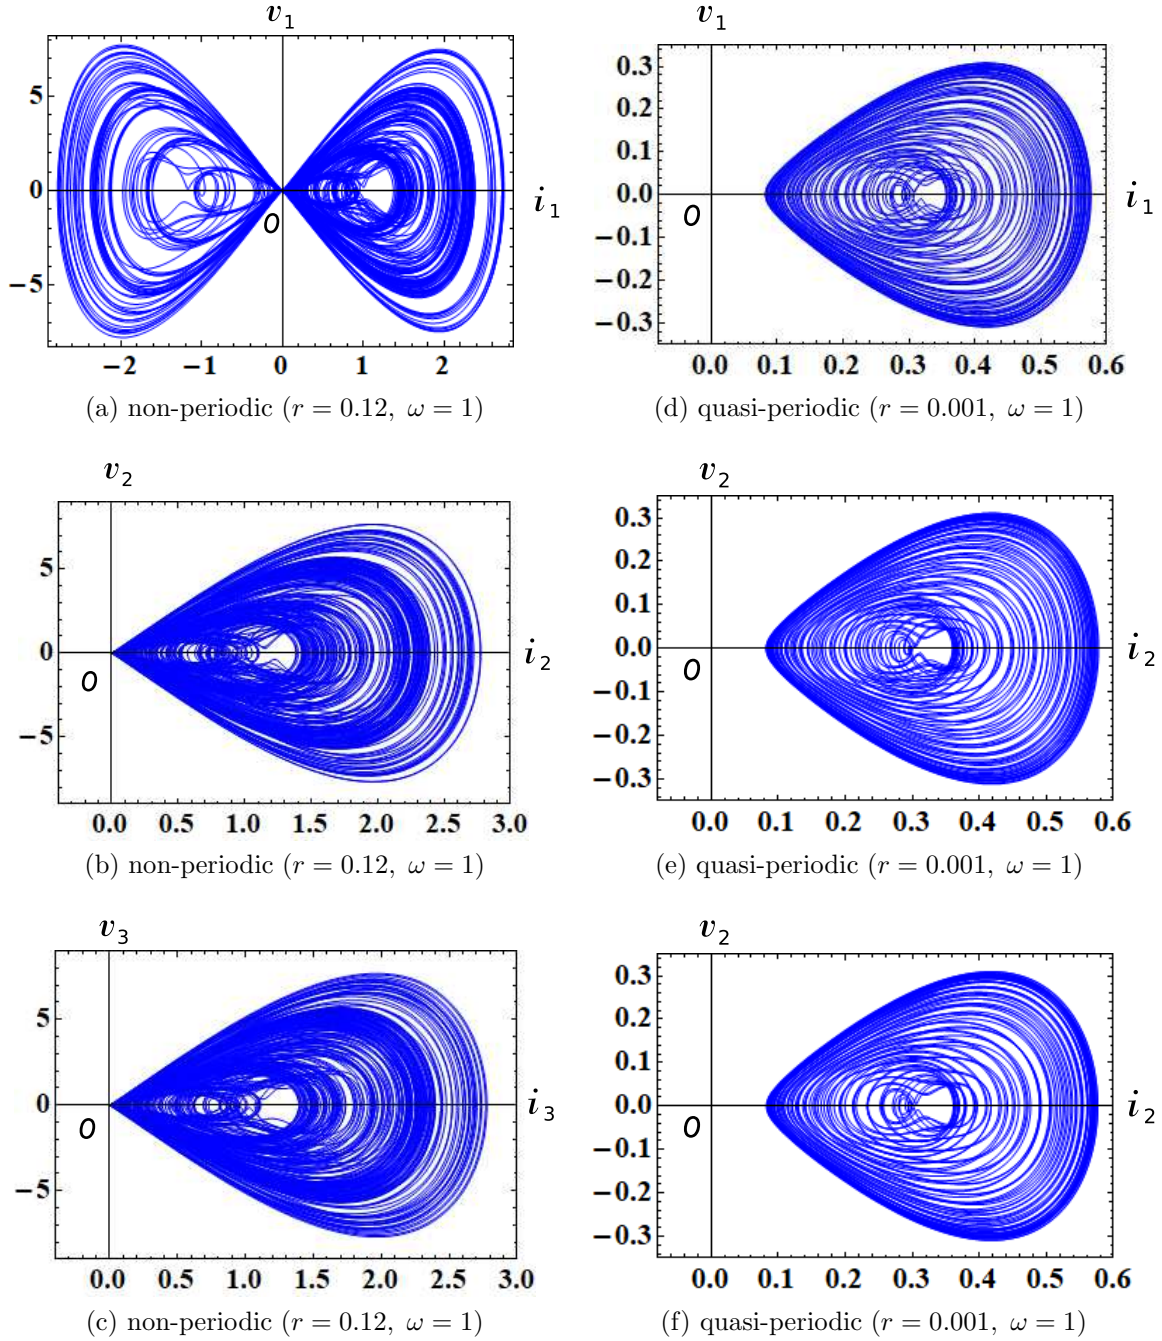 v1
5
0
−5
O
i1
−2 −1 0 1 2
(a) non-periodic (r = 0.12, ω = 1)
v1
0.3
0.2
0.1
0.0
−0.1
−0.2
−0.3
O
i1
0.0 0.1 0.2 0.3 0.4 0.5 0.6
(d) quasi-periodic (r = 0.001, ω = 1)
v2
5
0
−5
O
i2
0.0 0.5 1.0 1.5 2.0 2.5 3.0
(b) non-periodic (r = 0.12, ω = 1)
v2
0.3
0.2
0.1
0.0
−0.1
−0.2
−0.3
O
i2
0.0 0.1 0.2 0.3 0.4 0.5 0.6
(e) quasi-periodic (r = 0.001, ω = 1)
v3
5
0
−5
O
i3
0.0 0.5 1.0 1.5 2.0 2.5 3.0
(c) non-periodic (r = 0.12, ω = 1)
v2
0.3
0.2
0.1
0.0
−0.1
−0.2
−0.3
O
i2
0.0 0.1 0.2 0.3 0.4 0.5 0.6
(f) quasi-periodic (r = 0.001, ω = 1)